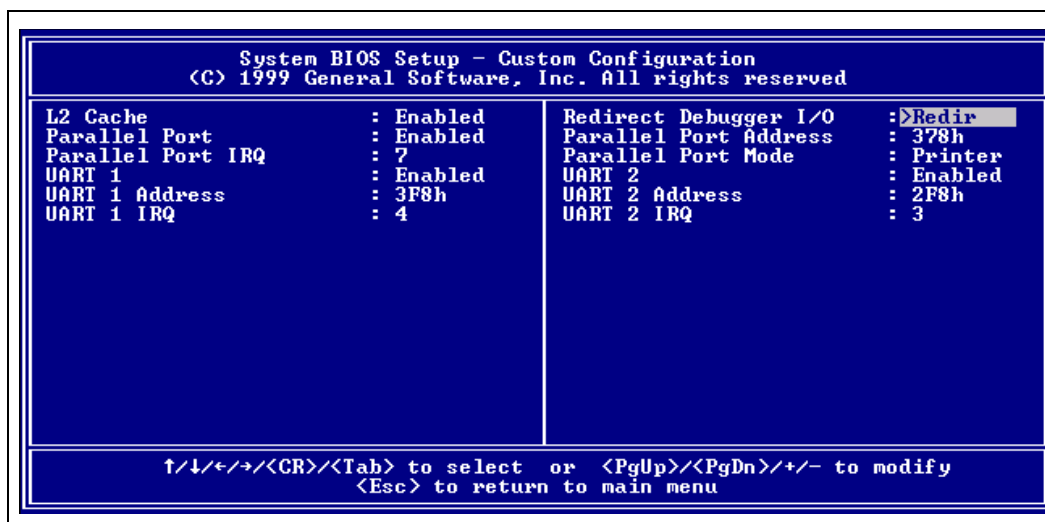 System BIOS Setup - Custom Configuration
(C) 1999 General Software, Inc. All rights reserved
L2 Cache : Enabled
Parallel Port : Enabled
Parallel Port IRQ : 7
UART 1 : Enabled
UART 1 Address : 3F8h
UART 1 IRQ : 4
Redirect Debugger I/O :>Redir
Parallel Port Address : 378h
Parallel Port Mode : Printer
UART 2 : Enabled
UART 2 Address : 2F8h
UART 2 IRQ : 3
↑/↓/←/→/<CR>/<Tab> to select or <PgUp>/<PgDn>/+/- to modify
<Esc> to return to main menu